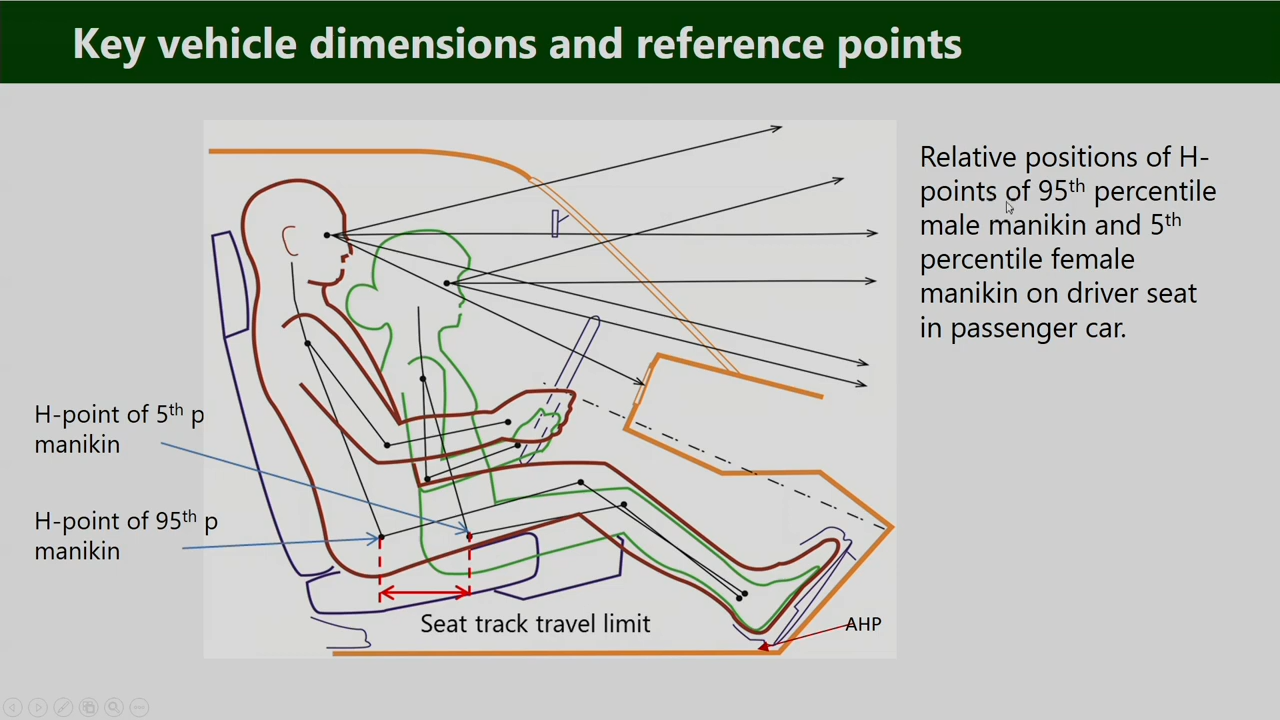 Key vehicle dimensions and reference points
Relative positions of H-
points of 95th percentile
male manikin and 5th
percentile female
manikin on driver seat
in passenger car.
H-point of 5th p
manikin
H-point of 95th p
manikin
Seat track travel limit
AHP